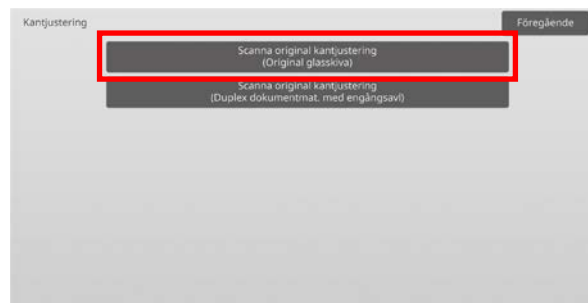 Kantjustering
Föregående
Scanna original kantjustering
(Original glasskiva)
Scanna original kantjustering
(Duplex dokumentmat. med engångsavl)